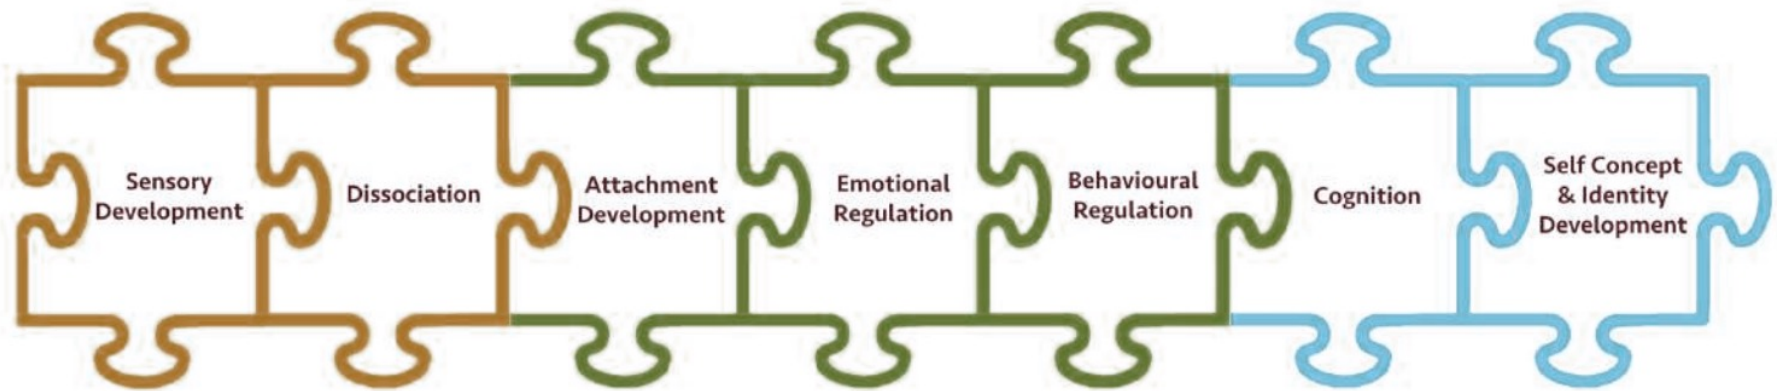 Sensory
Development
Dissociation
Attachment
Development
Emotional
Regulation
Behavioural
Regulation
Cognition
Self Concept
& Identity
Development